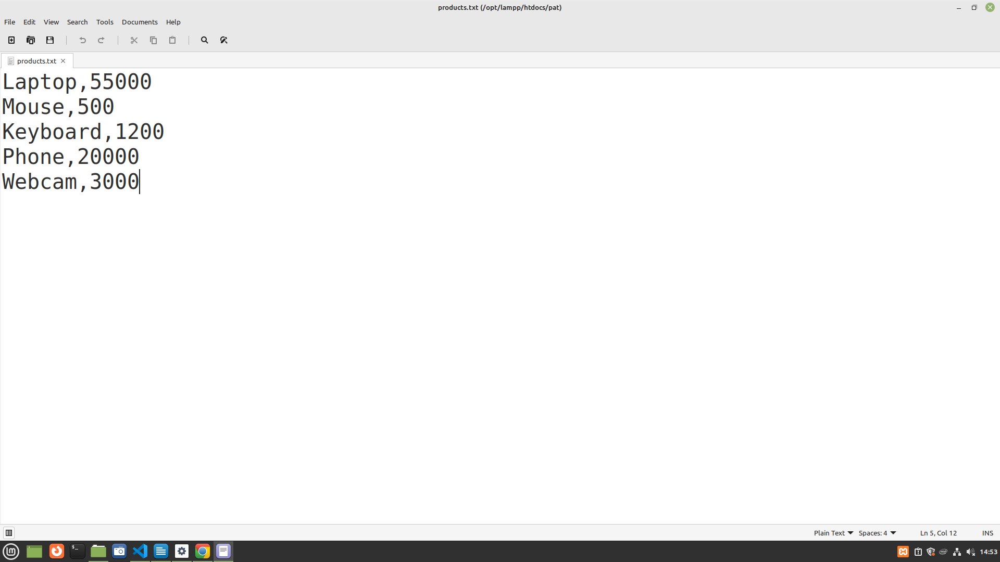 products.txt (/opt/lampp/htdocs/pat)
File Edit View Search Tools Documents Help
products.txt
Laptop,55000
Mouse,500
Keyboard,1200
Phone,20000
Webcam,3000
Plain Text Spaces: 4 Ln 5, Col 12 INS
14:53